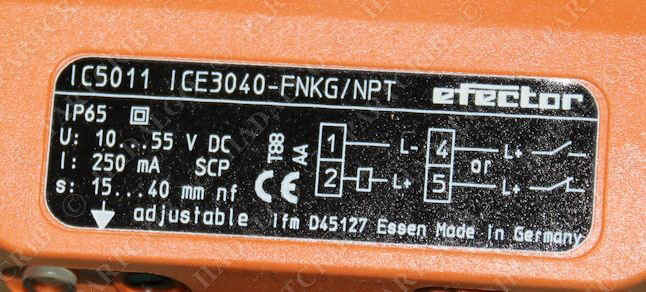 IC5011 ICE3040-FNKG/NPT efector
IP65
U: 10...55 V DC
I: 250 mA SCP
s: 15...40 mm nf
adjustable
CE
T88
AA
1 L-
2 L+
4 L+
or
5 L+
ifm D45127 Essen Made in Germany